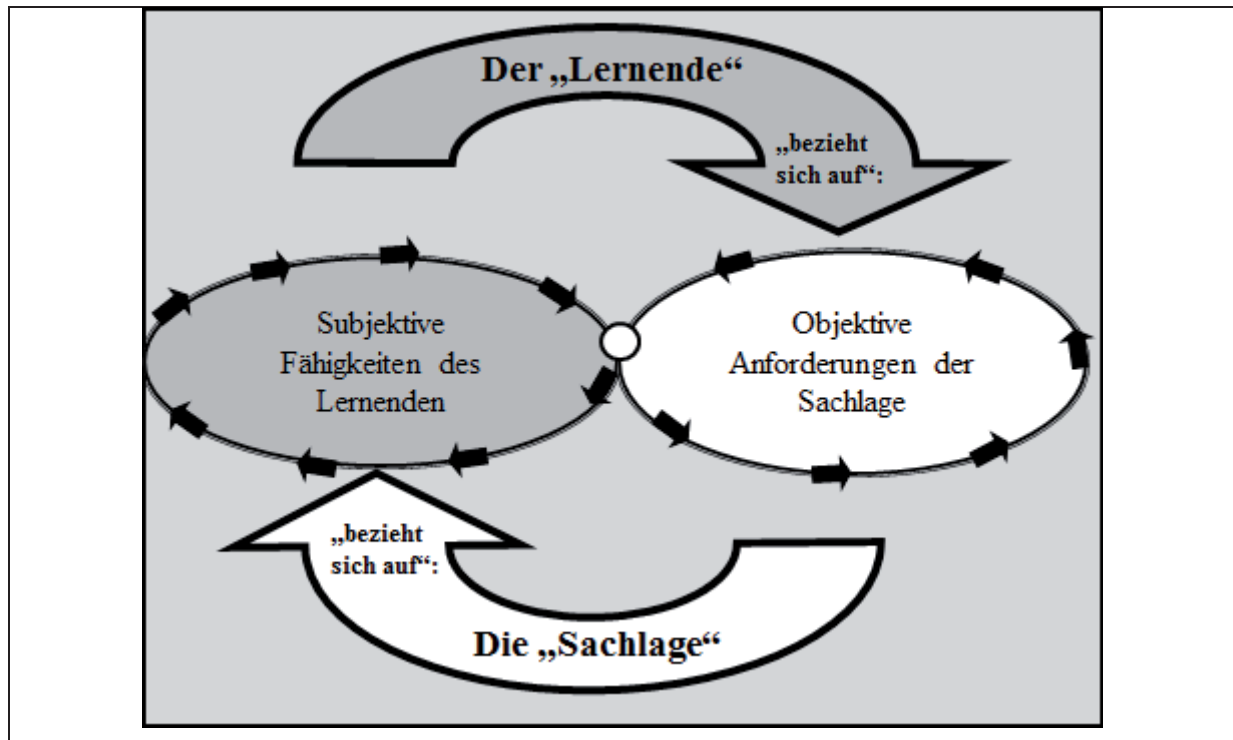 Der „Lernende“
„bezieht
sich auf“:
Subjektive
Fähigkeiten des
Lernenden
Objektive
Anforderungen der
Sachlage
„bezieht
sich auf“:
Die „Sachlage“